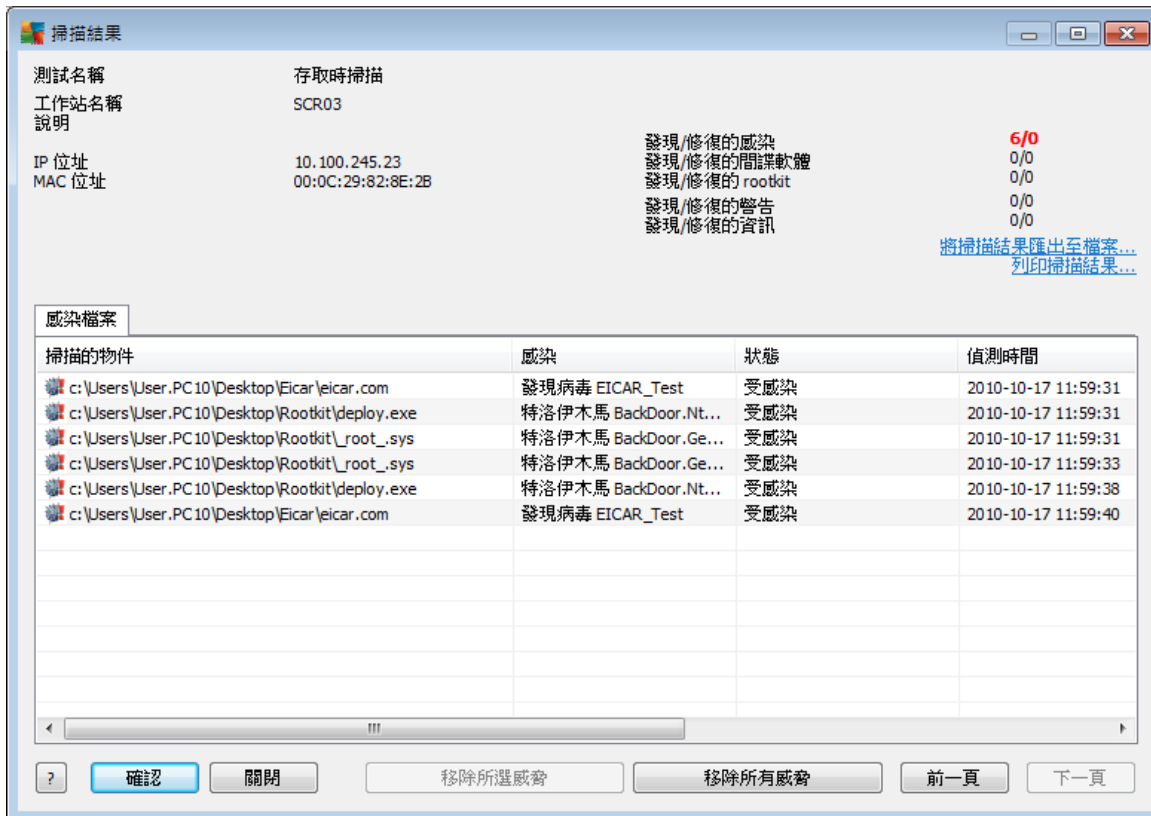 掃描結果
測試名稱 存取時掃描
工作站名稱 SCR03
說明
發現/修復的感染 6/0
IP 位址 10.100.245.23 發現/修復的間諜軟體 0/0
MAC 位址 00:0C:29:82:8E:2B 發現/修復的 rootkit 0/0
發現/修復的警告 0/0
發現/修復的資訊 0/0
將掃描結果匯出至檔案...
列印掃描結果...
感染檔案
掃描的物件 感染 狀態 偵測時間
c:\Users\User.PC10\Desktop\Eicar\eicar.com 發現病毒 EICAR_Test 受感染 2010-10-17 11:59:31
c:\Users\User.PC10\Desktop\Rootkit\deploy.exe 特洛伊木馬 BackDoor.Nt... 受感染 2010-10-17 11:59:31
c:\Users\User.PC10\Desktop\Rootkit\_root_.sys 特洛伊木馬 BackDoor.Ge... 受感染 2010-10-17 11:59:31
c:\Users\User.PC10\Desktop\Rootkit\_root_.sys 特洛伊木馬 BackDoor.Ge... 受感染 2010-10-17 11:59:33
c:\Users\User.PC10\Desktop\Rootkit\deploy.exe 特洛伊木馬 BackDoor.Nt... 受感染 2010-10-17 11:59:38
c:\Users\User.PC10\Desktop\Eicar\eicar.com 發現病毒 EICAR_Test 受感染 2010-10-17 11:59:40
? 確認 關閉 移除所選威脅 移除所有威脅 前一頁 下一頁